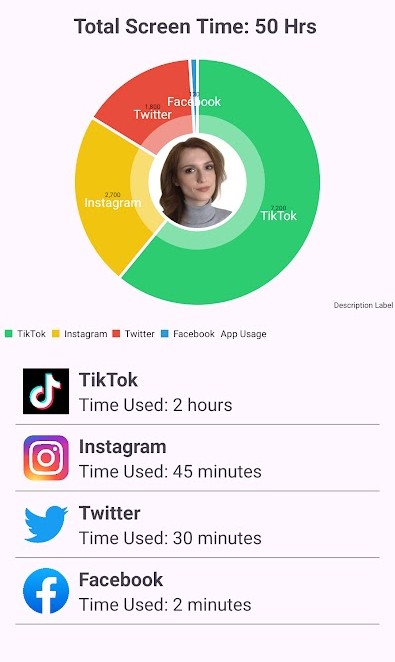 Total Screen Time: 50 Hrs
Facebook
1,800
Twitter
2,700
Instagram
7,200
TikTok
Description Label
TikTok Instagram Twitter Facebook App Usage
TikTok
Time Used: 2 hours
Instagram
Time Used: 45 minutes
Twitter
Time Used: 30 minutes
Facebook
Time Used: 2 minutes